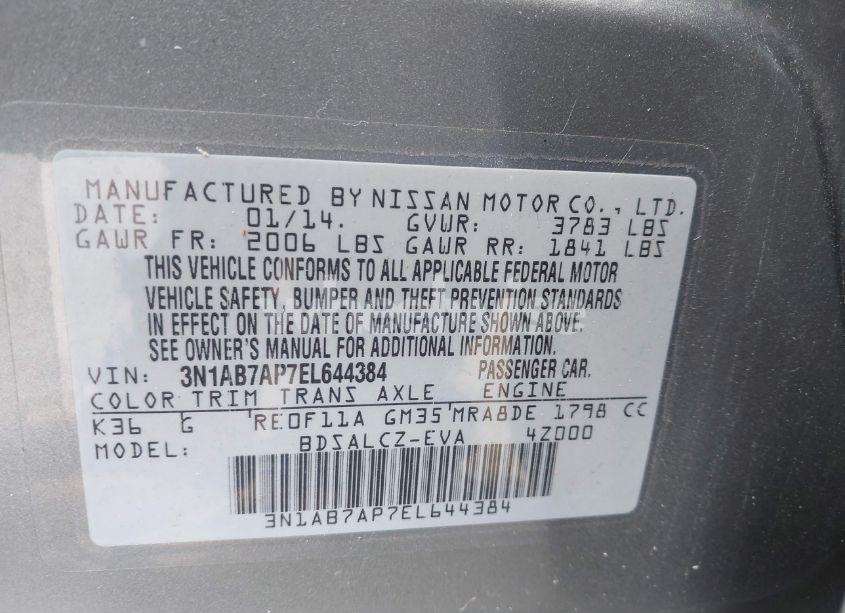 MANUFACTURED BY NISSAN MOTOR CO., LTD.
DATE: 01/14. GVWR: 3783 LBS
GAWR FR: 2006 LBS GAWR RR: 1841 LBS
THIS VEHICLE CONFORMS TO ALL APPLICABLE FEDERAL MOTOR
VEHICLE SAFETY, BUMPER AND THEFT PREVENTION STANDARDS
IN EFFECT ON THE DATE OF MANUFACTURE SHOWN ABOVE.
SEE OWNER'S MANUAL FOR ADDITIONAL INFORMATION.
VIN: 3N1AB7AP7EL644384 PASSENGER CAR.
COLOR TRIM TRANS AXLE ENGINE
K36 G RE0F11A GM35 MRA8DE 1798 CC
MODEL: BDSALCZ-EVA 4Z000
3N1AB7AP7EL644384